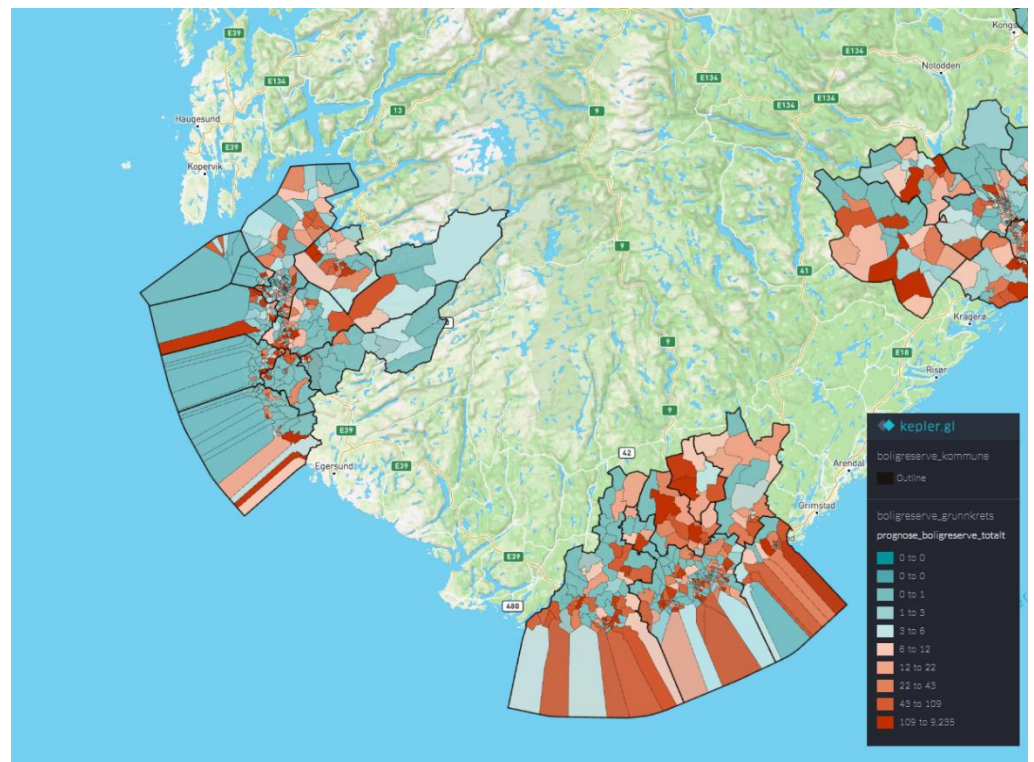 E39
Kongs
Notodden
E134
E134
E134
E134
13
9
Haugesund
E39
Kopervik
9
9
41
Kragerø
E18
9
Risør
42
9
Egersund
E39
Arendal
Grimstad
E39
460
kepler.gl
boligreserve_kommune
Outline
boligreserve_grunnkrets
prognose_boligreserve_totalt
0 to 0
0 to 0
0 to 1
1 to 3
3 to 6
6 to 12
12 to 22
22 to 43
43 to 109
109 to 9,235